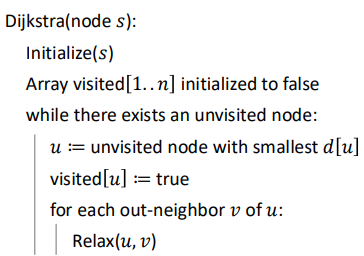 Dijkstra(node 𝑠):
Initialize(𝑠)
Array visited[1..𝑛] initialized to false
while there exists an unvisited node:
𝑢 ≔ unvisited node with smallest 𝑑[𝑢]
visited[𝑢] ≔ true
for each out-neighbor 𝑣 of 𝑢:
Relax(𝑢, 𝑣)